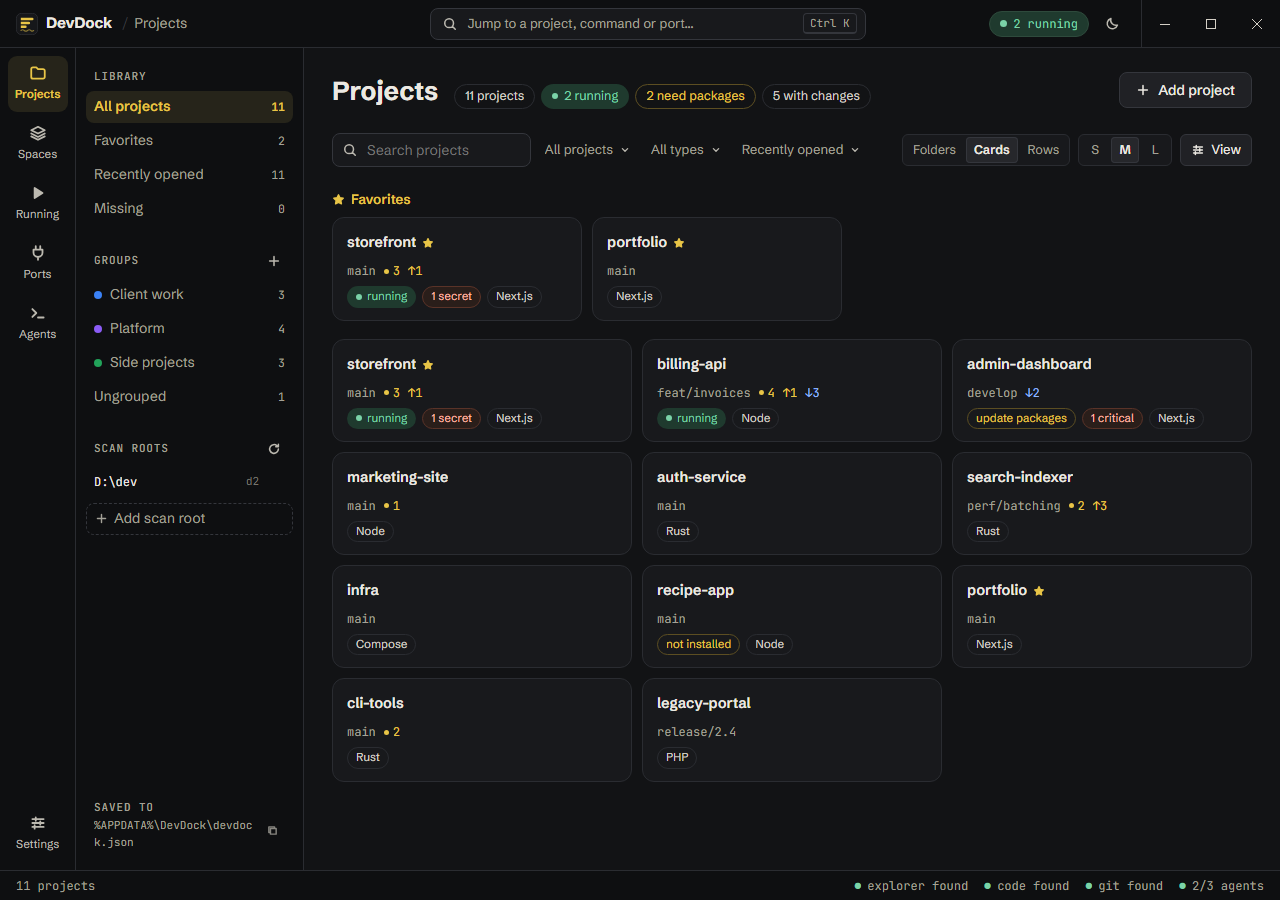 DevDock / Projects
Jump to a project, command or port... Ctrl K
2 running
Projects
Spaces
Running
Ports
Agents
Settings
LIBRARY
All projects 11
Favorites 2
Recently opened 11
Missing 0
GROUPS
Client work 3
Platform 4
Side projects 3
Ungrouped 1
SCAN ROOTS
D:\dev d2
Add scan root
SAVED TO
%APPDATA%\DevDock\devdoc
k.json
Projects 11 projects 2 running 2 need packages 5 with changes Add project
Search projects All projects All types Recently opened Folders Cards Rows S M L View
Favorites
storefront
main 3 ↑1
running 1 secret Next.js
portfolio
main
Next.js
storefront
main 3 ↑1
running 1 secret Next.js
billing-api
feat/invoices 4 ↑1 ↓3
running Node
admin-dashboard
develop ↓2
update packages 1 critical Next.js
marketing-site
main 1
Node
auth-service
main
Rust
search-indexer
perf/batching 2 ↑3
Rust
infra
main
Compose
recipe-app
main
not installed Node
portfolio
main
Next.js
cli-tools
main 2
Rust
legacy-portal
release/2.4
PHP
11 projects explorer found code found git found 2/3 agents